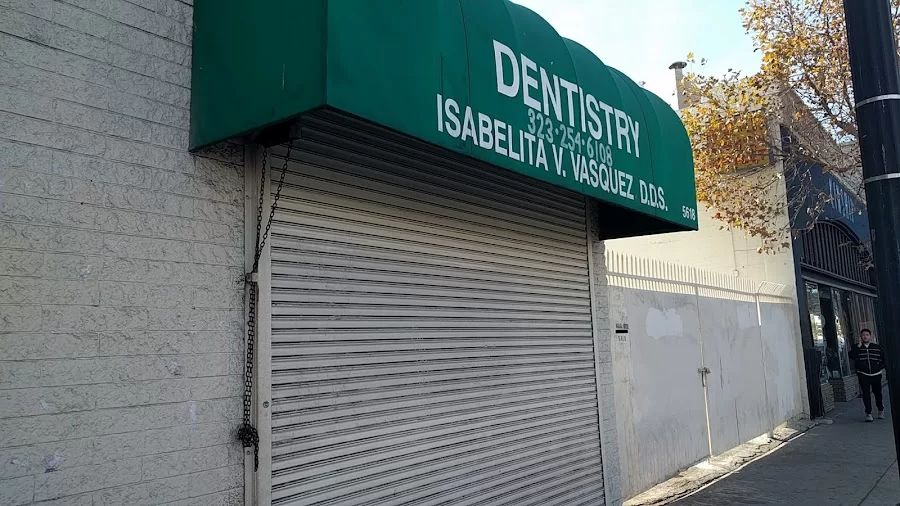 DENTISTRY
323·254·6108
ISABELITA V. VASQUEZ D.D.S.
5618